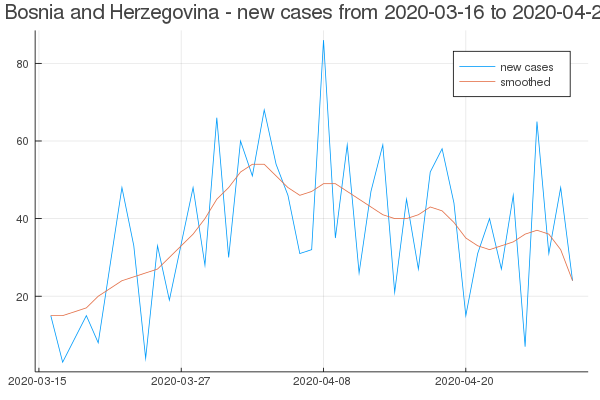 Bosnia and Herzegovina - new cases from 2020-03-16 to 2020-04-2
new cases
smoothed
80
60
40
20
2020-03-15 2020-03-27 2020-04-08 2020-04-20